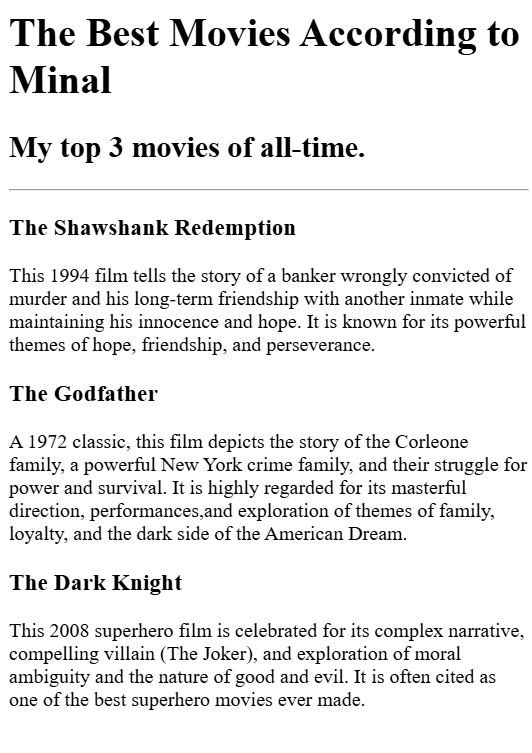 The Best Movies According to
Minal
My top 3 movies of all-time.
The Shawshank Redemption
This 1994 film tells the story of a banker wrongly convicted of
murder and his long-term friendship with another inmate while
maintaining his innocence and hope. It is known for its powerful
themes of hope, friendship, and perseverance.
The Godfather
A 1972 classic, this film depicts the story of the Corleone
family, a powerful New York crime family, and their struggle for
power and survival. It is highly regarded for its masterful
direction, performances,and exploration of themes of family,
loyalty, and the dark side of the American Dream.
The Dark Knight
This 2008 superhero film is celebrated for its complex narrative,
compelling villain (The Joker), and exploration of moral
ambiguity and the nature of good and evil. It is often cited as
one of the best superhero movies ever made.